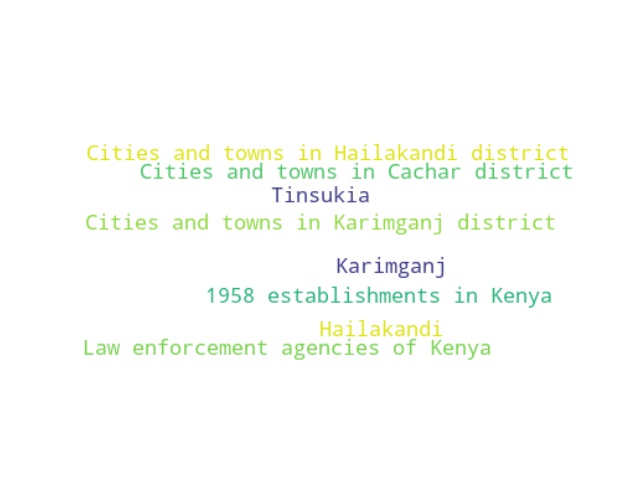 Cities and towns in Hailakandi district
Cities and towns in Cachar district
Tinsukia
Cities and towns in Karimganj district
Karimganj
1958 establishments in Kenya
Hailakandi
Law enforcement agencies of Kenya